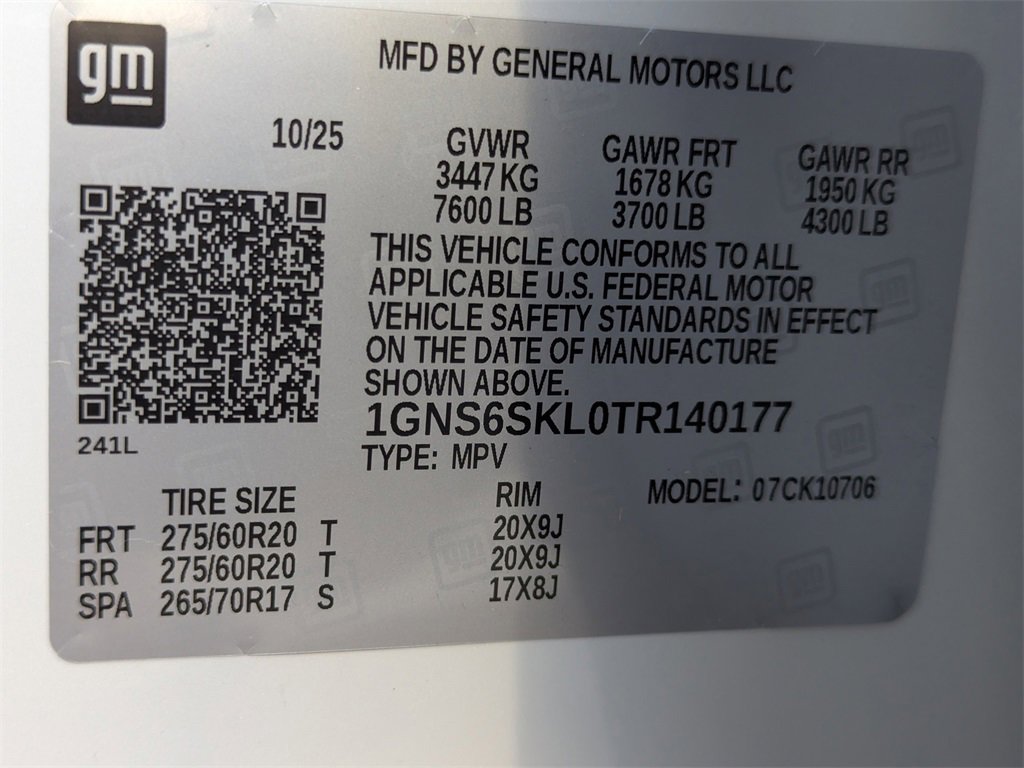 gm
MFD BY GENERAL MOTORS LLC
10/25
GVWR GAWR FRT GAWR RR
3447 KG 1678 KG 1950 KG
7600 LB 3700 LB 4300 LB
THIS VEHICLE CONFORMS TO ALL
APPLICABLE U.S. FEDERAL MOTOR
VEHICLE SAFETY STANDARDS IN EFFECT
ON THE DATE OF MANUFACTURE
SHOWN ABOVE.
1GNS6SKL0TR140177
241L
TYPE: MPV
TIRE SIZE RIM MODEL: 07CK10706
FRT 275/60R20 T 20X9J
RR 275/60R20 T 20X9J
SPA 265/70R17 S 17X8J